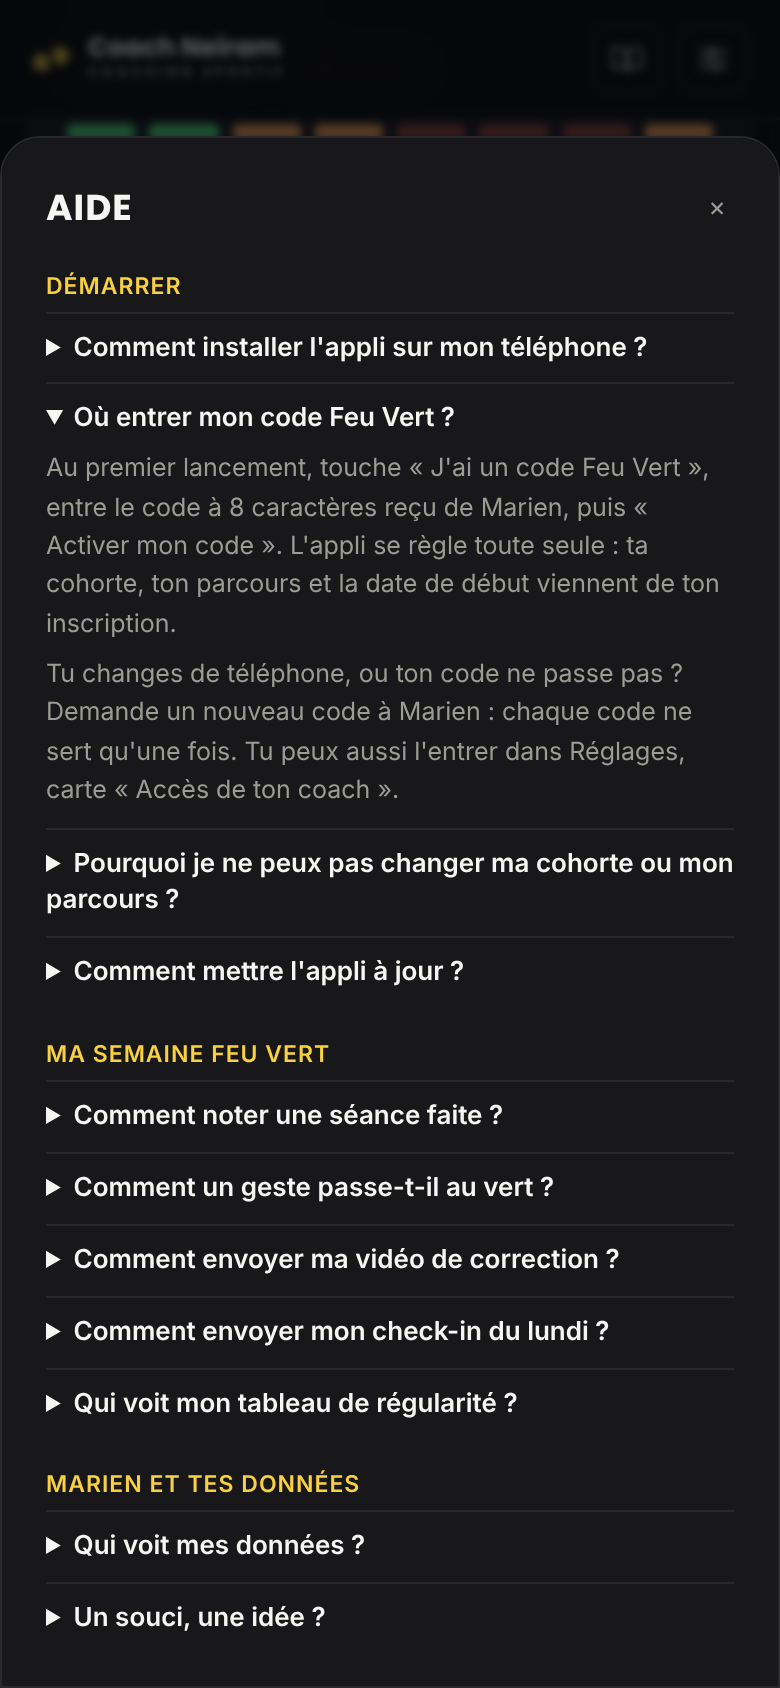 Coach Neiram
COACHING SPORTIF
AIDE
×
DÉMARRER
▶ Comment installer l'appli sur mon téléphone ?
▼ Où entrer mon code Feu Vert ?
Au premier lancement, touche « J'ai un code Feu Vert »,
entre le code à 8 caractères reçu de Marien, puis «
Activer mon code ». L'appli se règle toute seule : ta
cohorte, ton parcours et la date de début viennent de ton
inscription.
Tu changes de téléphone, ou ton code ne passe pas ?
Demande un nouveau code à Marien : chaque code ne
sert qu'une fois. Tu peux aussi l'entrer dans Réglages,
carte « Accès de ton coach ».
▶ Pourquoi je ne peux pas changer ma cohorte ou mon
parcours ?
▶ Comment mettre l'appli à jour ?
MA SEMAINE FEU VERT
▶ Comment noter une séance faite ?
▶ Comment un geste passe-t-il au vert ?
▶ Comment envoyer ma vidéo de correction ?
▶ Comment envoyer mon check-in du lundi ?
▶ Qui voit mon tableau de régularité ?
MARIEN ET TES DONNÉES
▶ Qui voit mes données ?
▶ Un souci, une idée ?